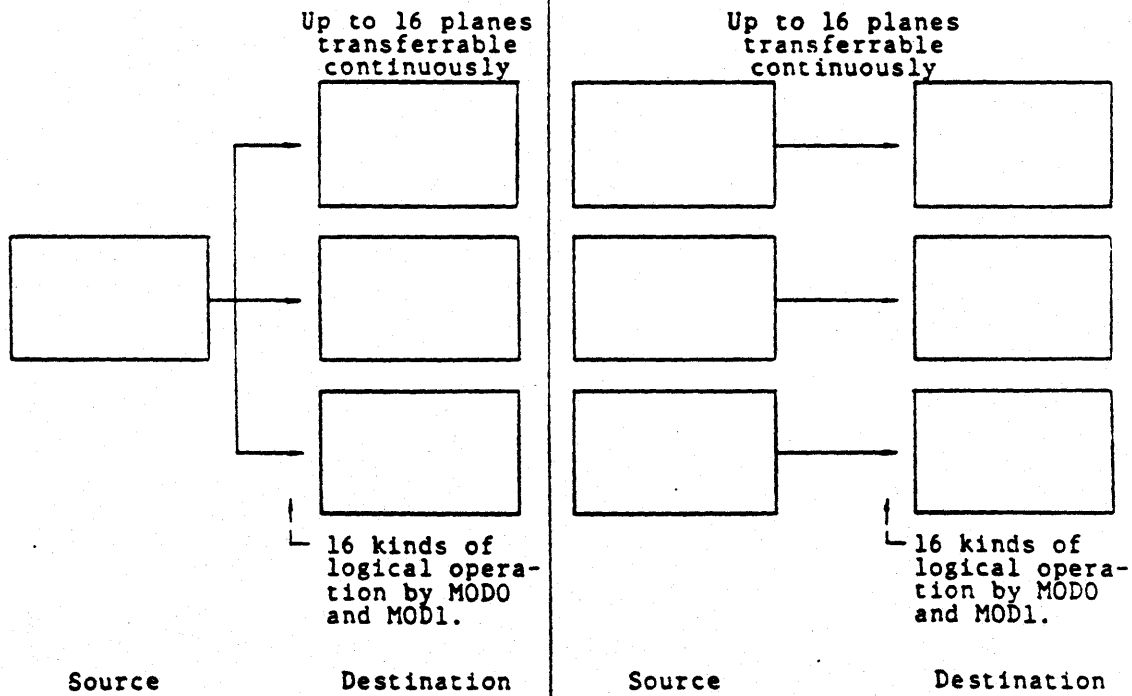 Up to 16 planes
transferrable
continuously
16 kinds of
logical opera-
tion by MOD0
and MOD1.
Source
Destination
Up to 16 planes
transferrable
continuously
16 kinds of
logical opera-
tion by MOD0
and MOD1.
Source
Destination